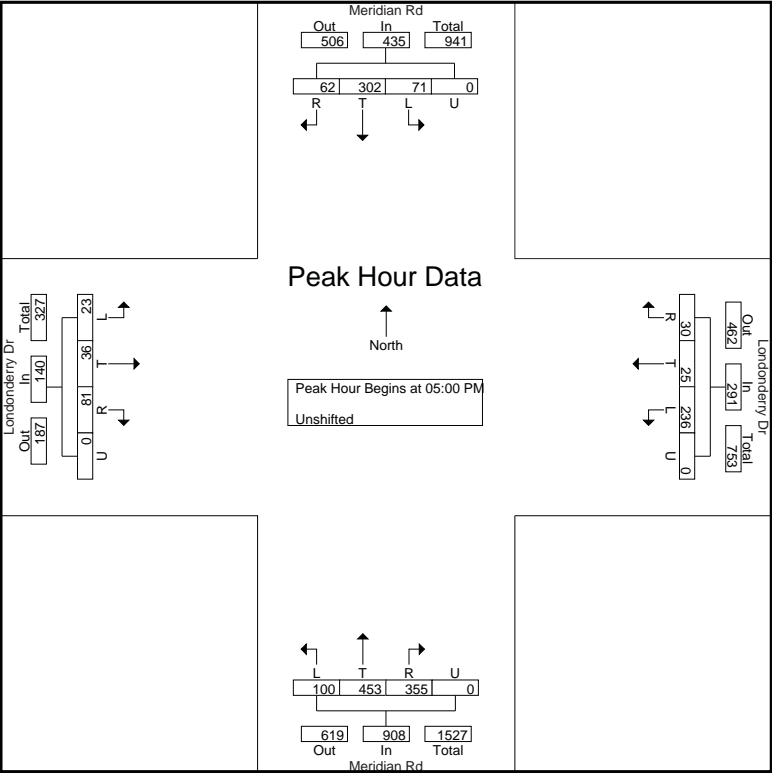 Meridian Rd
Out In Total
506 435 941
62 302 71 0
R T L U
Peak Hour Data
North
Peak Hour Begins at 05:00 PM
Unshifted
Londonderry Dr
Total In Out
327 140 187
23 36 81 0
L T R U
Londonderry Dr
Out In Total
462 291 753
30 25 236 0
R T L U
L T R U
100 453 355 0
619 908 1527
Out In Total
Meridian Rd